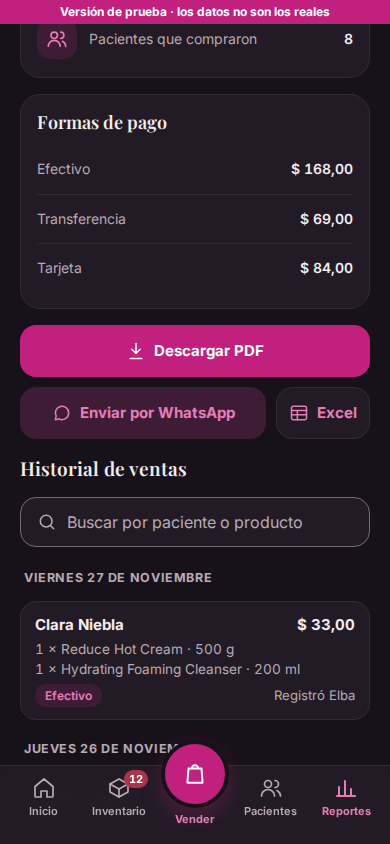 Versión de prueba · los datos no son los reales
Pacientes que compraron 8
Formas de pago
Efectivo $ 168,00
Transferencia $ 69,00
Tarjeta $ 84,00
Descargar PDF
Enviar por WhatsApp Excel
Historial de ventas
Buscar por paciente o producto
VIERNES 27 DE NOVIEMBRE
Clara Niebla $ 33,00
1 × Reduce Hot Cream · 500 g
1 × Hydrating Foaming Cleanser · 200 ml
Efectivo Registró Elba
JUEVES 26 DE NOVIEM
12
Inicio Inventario Vender Pacientes Reportes